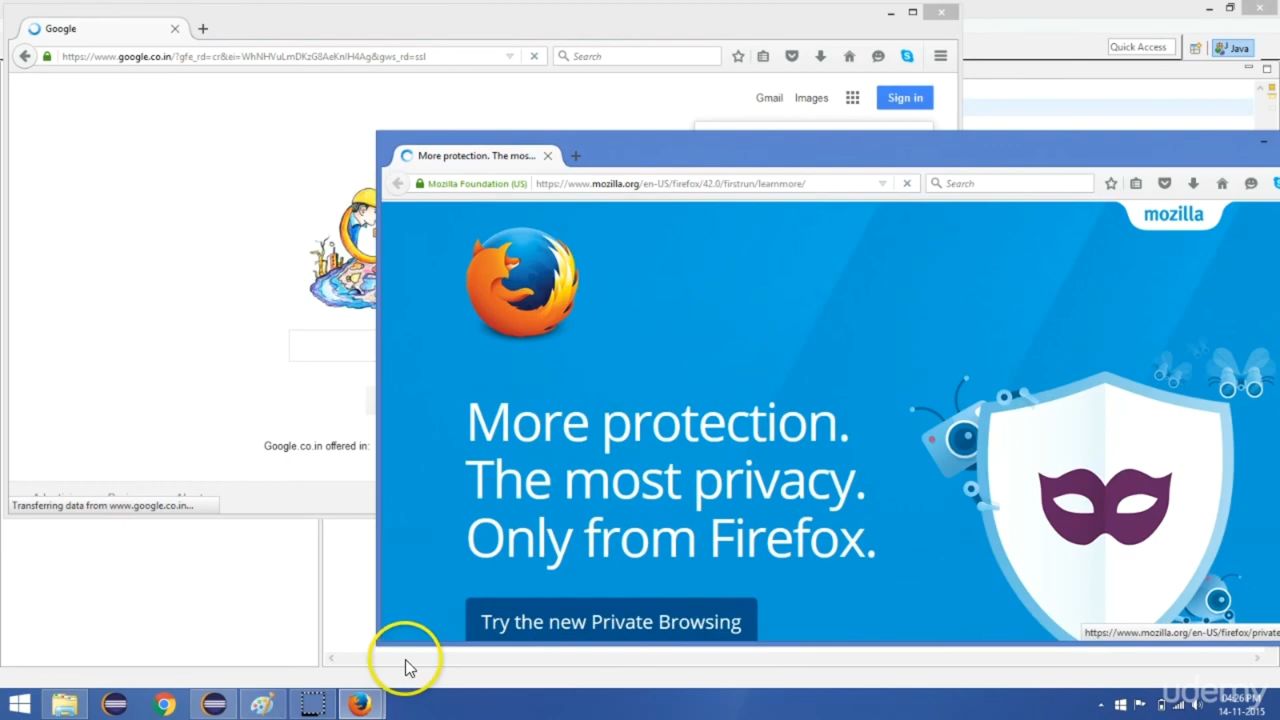 Google
https://www.google.co.in/?gfe_rd=cr&ei=WhNHVuLmDKzG8AeKnIH4Ag&gws_rd=ssl
Search
Quick Access
Java
Gmail
Images
Sign in
More protection. The mos...
Mozilla Foundation (US)
https://www.mozilla.org/en-US/firefox/42.0/firstrun/learnmore/
Search
mozilla
More protection.
The most privacy.
Only from Firefox.
Google.co.in offered in:
Transferring data from www.google.co.in...
Try the new Private Browsing
https://www.mozilla.org/en-US/firefox/private
udemy
04:26 PM
14-11-2015